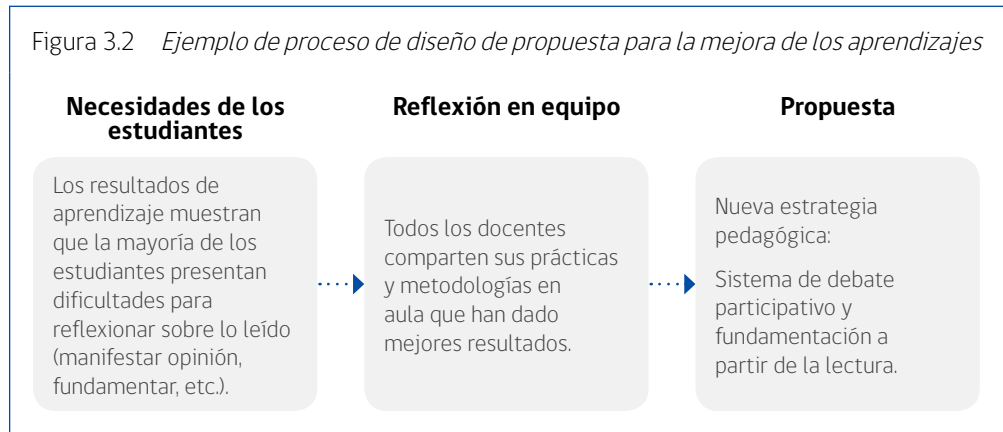 Figura 3.2 Ejemplo de proceso de diseño de propuesta para la mejora de los aprendizajes
Necesidades de los
estudiantes
Los resultados de
aprendizaje muestran
que la mayoría de los
estudiantes presentan
dificultades para
reflexionar sobre lo leído
(manifestar opinión,
fundamentar, etc.).
Reflexión en equipo
Todos los docentes
comparten sus prácticas
y metodologías en
aula que han dado
mejores resultados.
Propuesta
Nueva estrategia
pedagógica:
Sistema de debate
participativo y
fundamentación a
partir de la lectura.